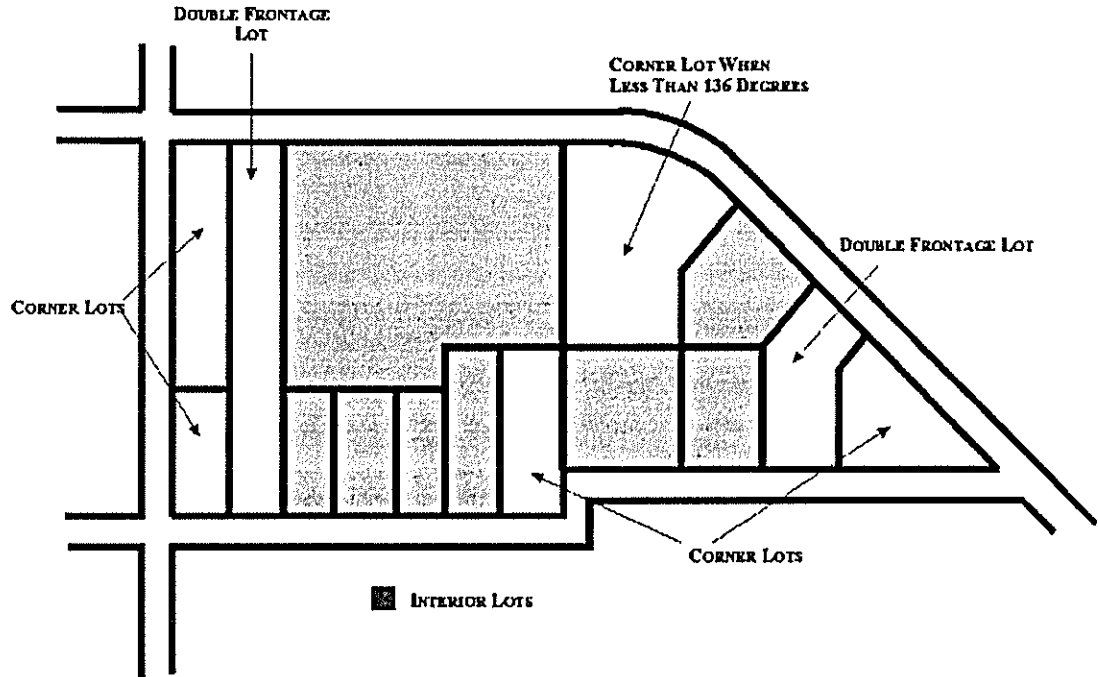 DOUBLE FRONTAGE
LOT
CORNER LOT WHEN
LESS THAN 136 DEGREES
DOUBLE FRONTAGE LOT
CORNER LOTS
CORNER LOTS
INTERIOR LOTS